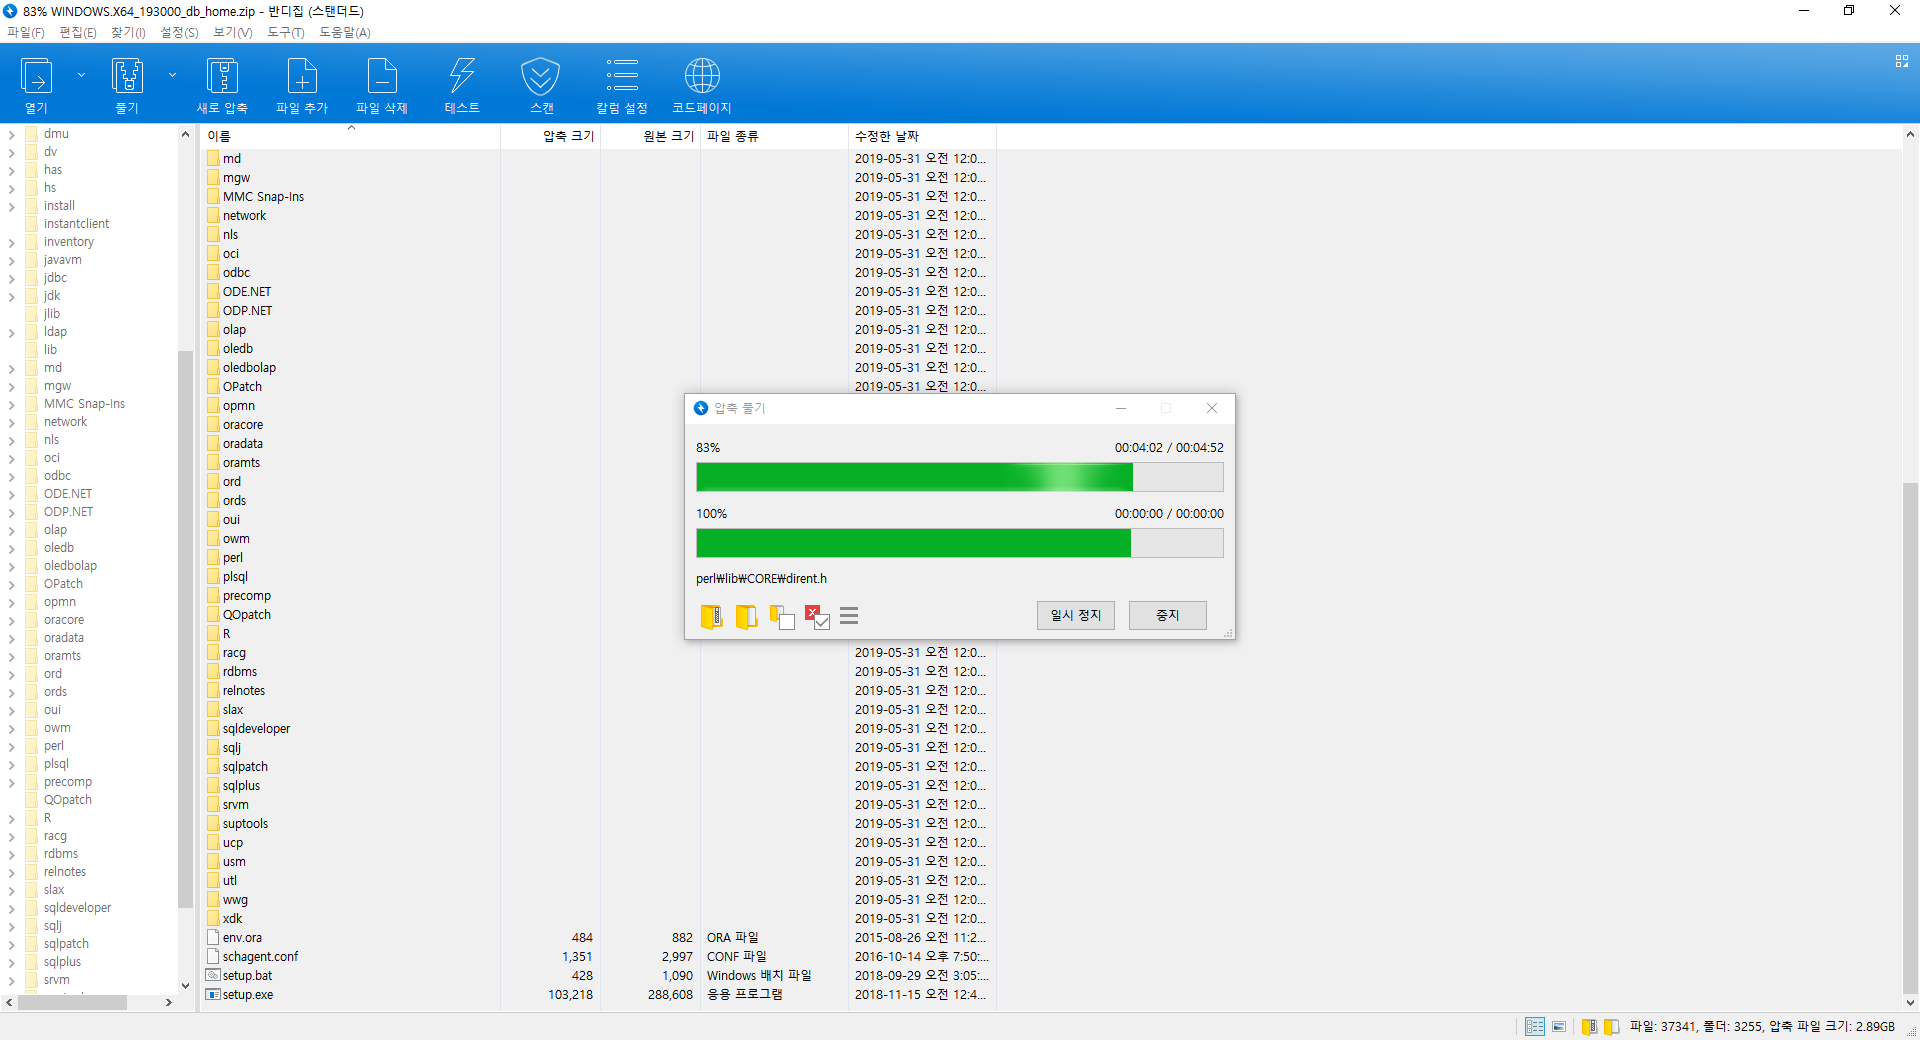 83% WINDOWS.X64_193000_db_home.zip - 반디집 (스탠더드)
파일(F) 편집(E) 찾기(I) 설정(S) 보기(V) 도구(T) 도움말(A)
열기 풀기 새로 압축 파일 추가 파일 삭제 테스트 스캔 칼럼 설정 코드페이지
dmu
dv
has
hs
install
instantclient
inventory
javavm
jdbc
jdk
jlib
ldap
lib
md
mgw
MMC Snap-Ins
network
nls
oci
odbc
ODE.NET
ODP.NET
olap
oledb
oledbolap
OPatch
opmn
oracore
oradata
oramts
ord
ords
oui
owm
perl
plsql
precomp
QOpatch
R
racg
rdbms
relnotes
slax
sqldeveloper
sqlj
sqlpatch
sqlplus
srvm
이름 압축 크기 원본 크기 파일 종류 수정한 날짜
md 2019-05-31 오전 12:0...
mgw 2019-05-31 오전 12:0...
MMC Snap-Ins 2019-05-31 오전 12:0...
network 2019-05-31 오전 12:0...
nls 2019-05-31 오전 12:0...
oci 2019-05-31 오전 12:0...
odbc 2019-05-31 오전 12:0...
ODE.NET 2019-05-31 오전 12:0...
ODP.NET 2019-05-31 오전 12:0...
olap 2019-05-31 오전 12:0...
oledb 2019-05-31 오전 12:0...
oledbolap 2019-05-31 오전 12:0...
OPatch 2019-05-31 오전 12:0...
opmn
oracore
oradata
oramts
ord
ords
oui
owm
perl
plsql
precomp
QOpatch
R
racg 2019-05-31 오전 12:0...
rdbms 2019-05-31 오전 12:0...
relnotes 2019-05-31 오전 12:0...
slax 2019-05-31 오전 12:0...
sqldeveloper 2019-05-31 오전 12:0...
sqlj 2019-05-31 오전 12:0...
sqlpatch 2019-05-31 오전 12:0...
sqlplus 2019-05-31 오전 12:0...
srvm 2019-05-31 오전 12:0...
suptools 2019-05-31 오전 12:0...
ucp 2019-05-31 오전 12:0...
usm 2019-05-31 오전 12:0...
utl 2019-05-31 오전 12:0...
wwg 2019-05-31 오전 12:0...
xdk 2019-05-31 오전 12:0...
env.ora 484 882 ORA 파일 2015-08-26 오전 11:2...
schagent.conf 1,351 2,997 CONF 파일 2016-10-14 오후 7:50:...
setup.bat 428 1,090 Windows 배치 파일 2018-09-29 오전 3:05:...
setup.exe 103,218 288,608 응용 프로그램 2018-11-15 오전 12:4...
압축 풀기
83% 00:04:02 / 00:04:52
100% 00:00:00 / 00:00:00
perl₩lib₩CORE₩dirent.h
일시 정지 중지
파일: 37341, 폴더: 3255, 압축 파일 크기: 2.89GB